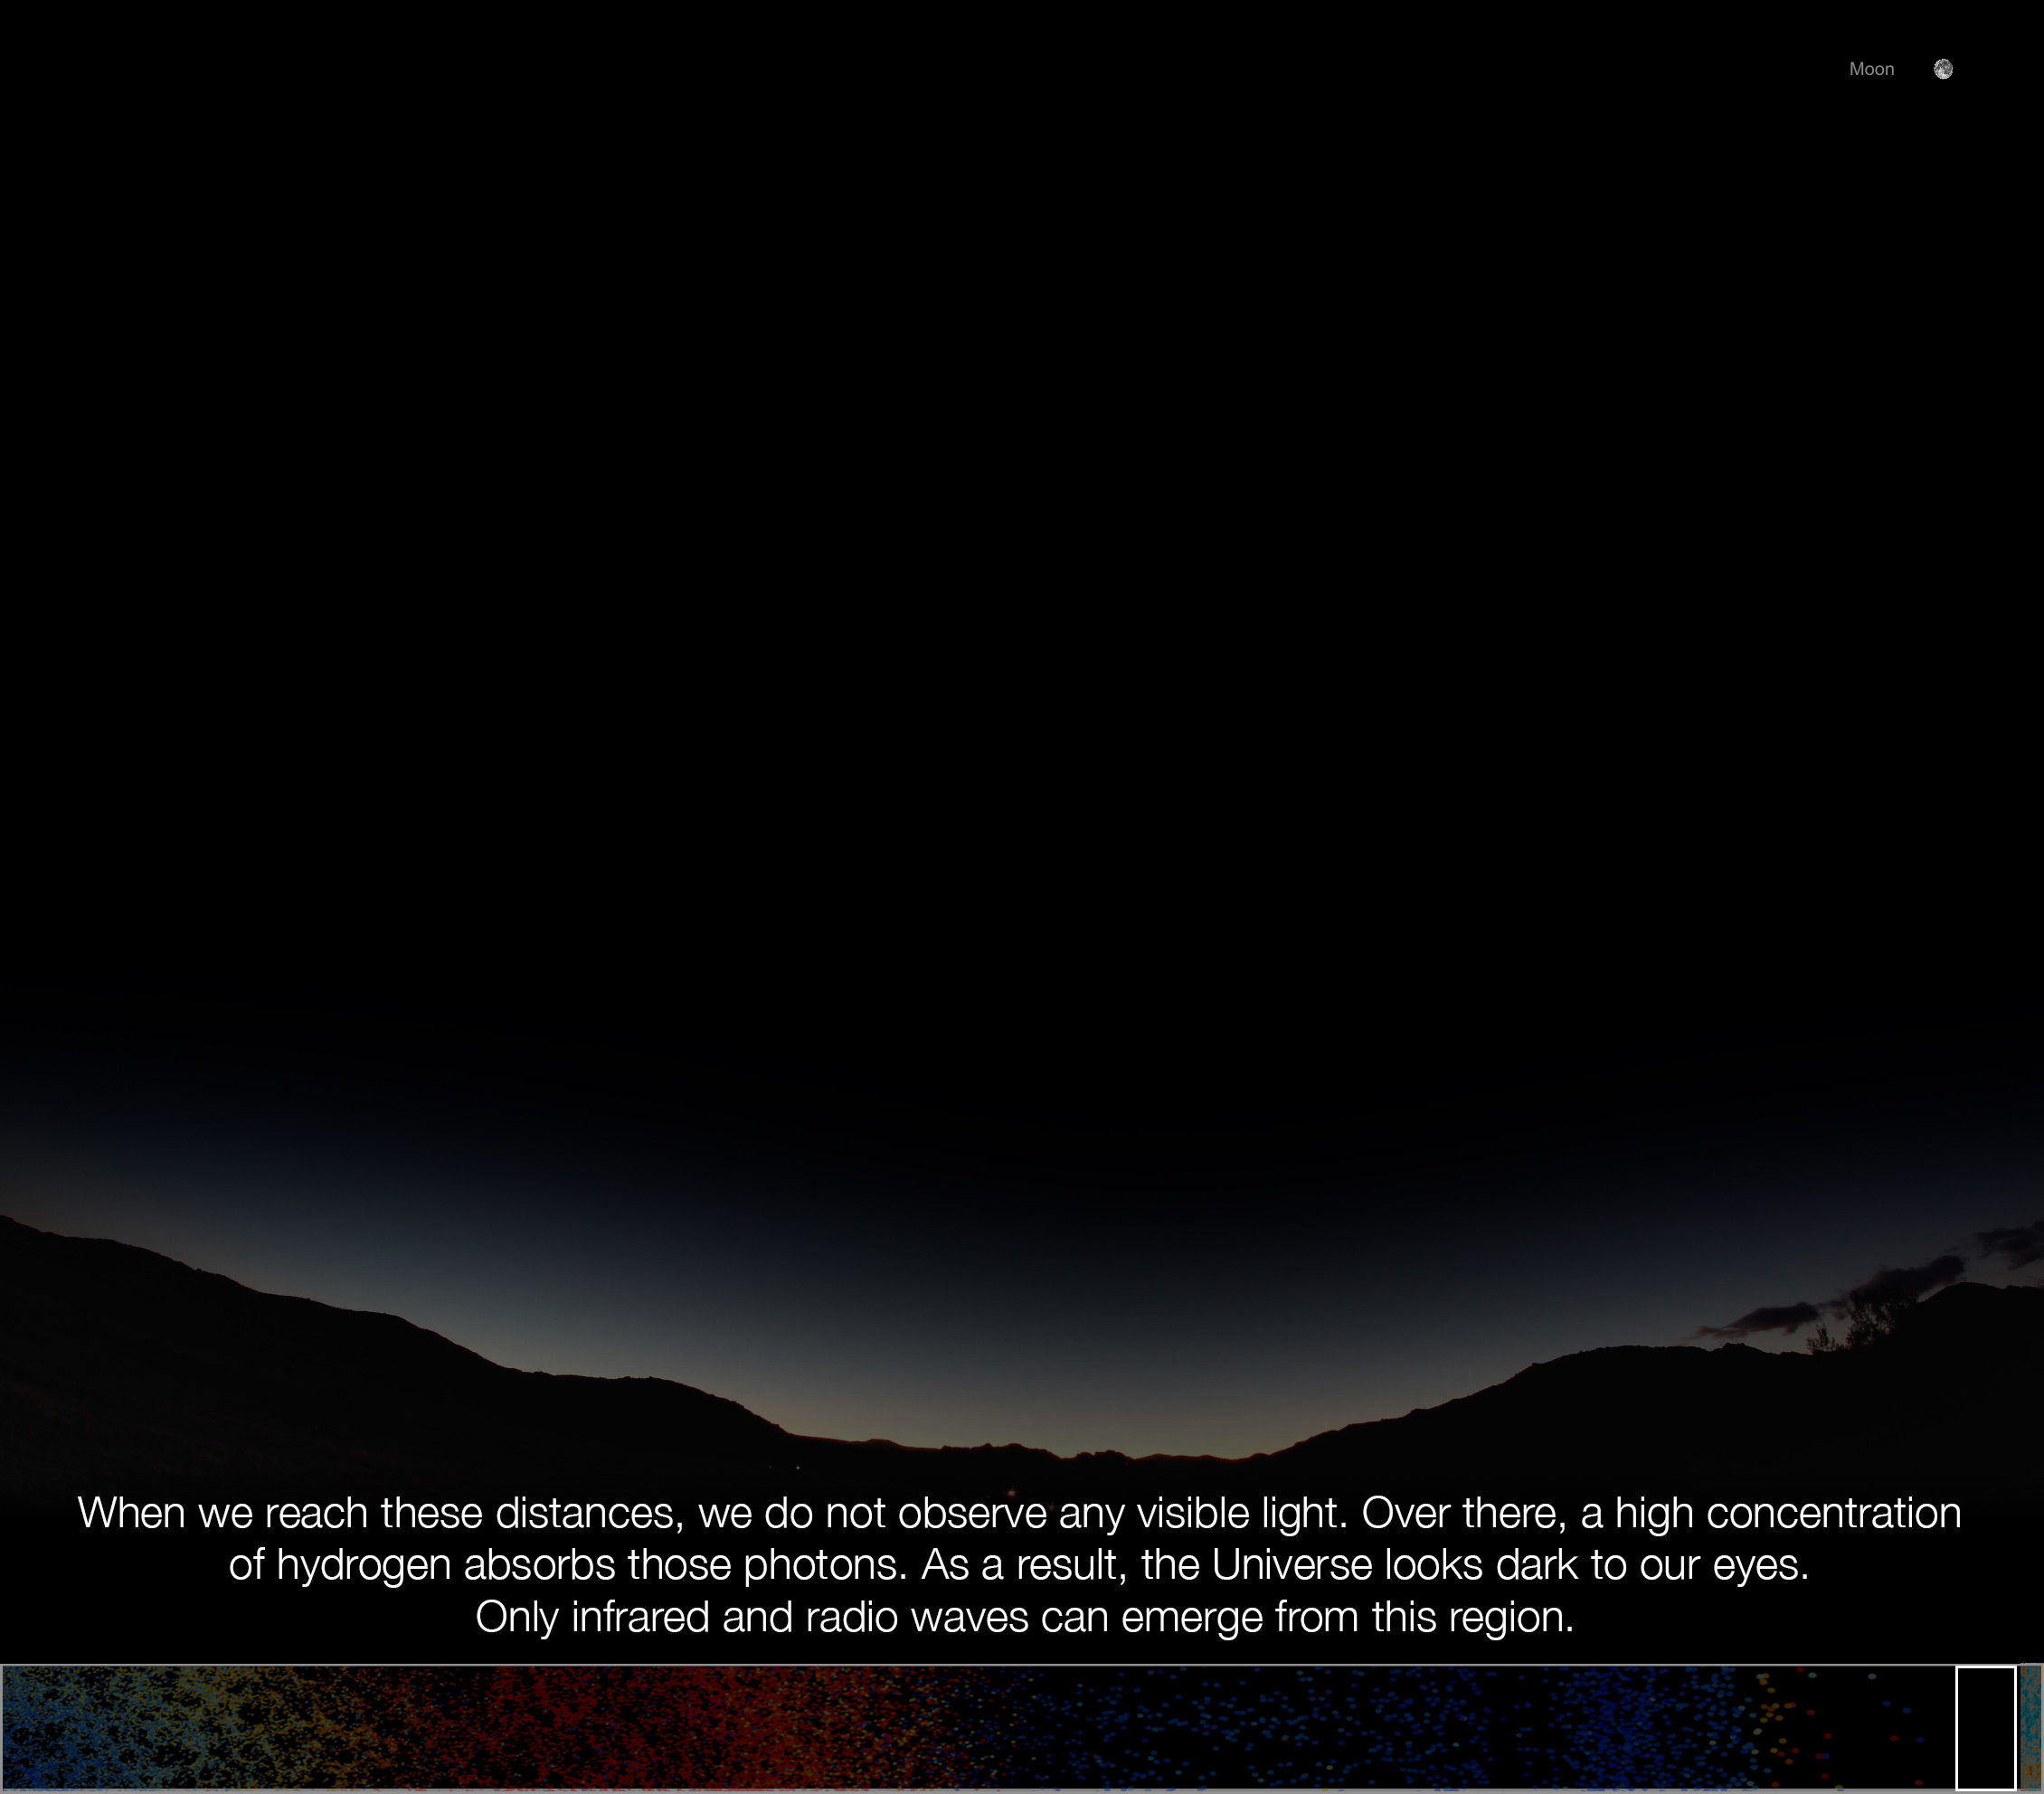 Moon
When we reach these distances, we do not observe any visible light. Over there, a high concentration
of hydrogen absorbs those photons. As a result, the Universe looks dark to our eyes.
Only infrared and radio waves can emerge from this region.